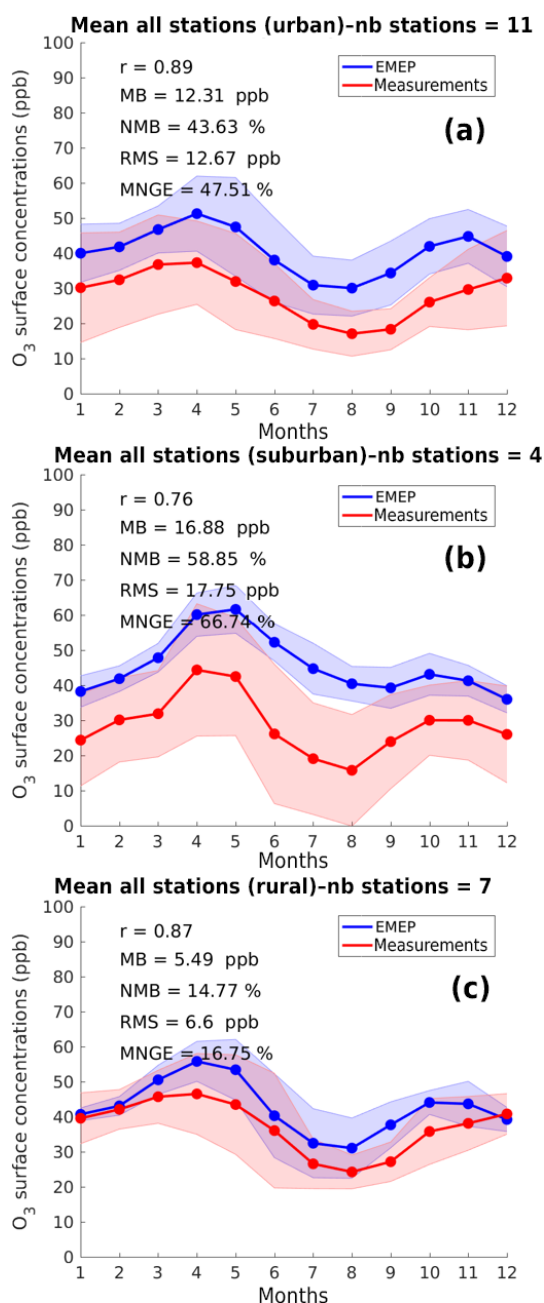 Mean all stations (urban)–nb stations = 11
100
90
80
70
60
50
40
30
20
10
0
O3 surface concentrations (ppb)
r = 0.89
MB = 12.31 ppb
NMB = 43.63 %
RMS = 12.67 ppb
MNGE = 47.51 %
EMEP
Measurements
(a)
1 2 3 4 5 6 7 8 9 10 11 12
Months
Mean all stations (suburban)–nb stations = 4
100
90
80
70
60
50
40
30
20
10
0
O3 surface concentrations (ppb)
r = 0.76
MB = 16.88 ppb
NMB = 58.85 %
RMS = 17.75 ppb
MNGE = 66.74 %
EMEP
Measurements
(b)
1 2 3 4 5 6 7 8 9 10 11 12
Months
Mean all stations (rural)–nb stations = 7
100
90
80
70
60
50
40
30
20
10
0
O3 surface concentrations (ppb)
r = 0.87
MB = 5.49 ppb
NMB = 14.77 %
RMS = 6.6 ppb
MNGE = 16.75 %
EMEP
Measurements
(c)
1 2 3 4 5 6 7 8 9 10 11 12
Months